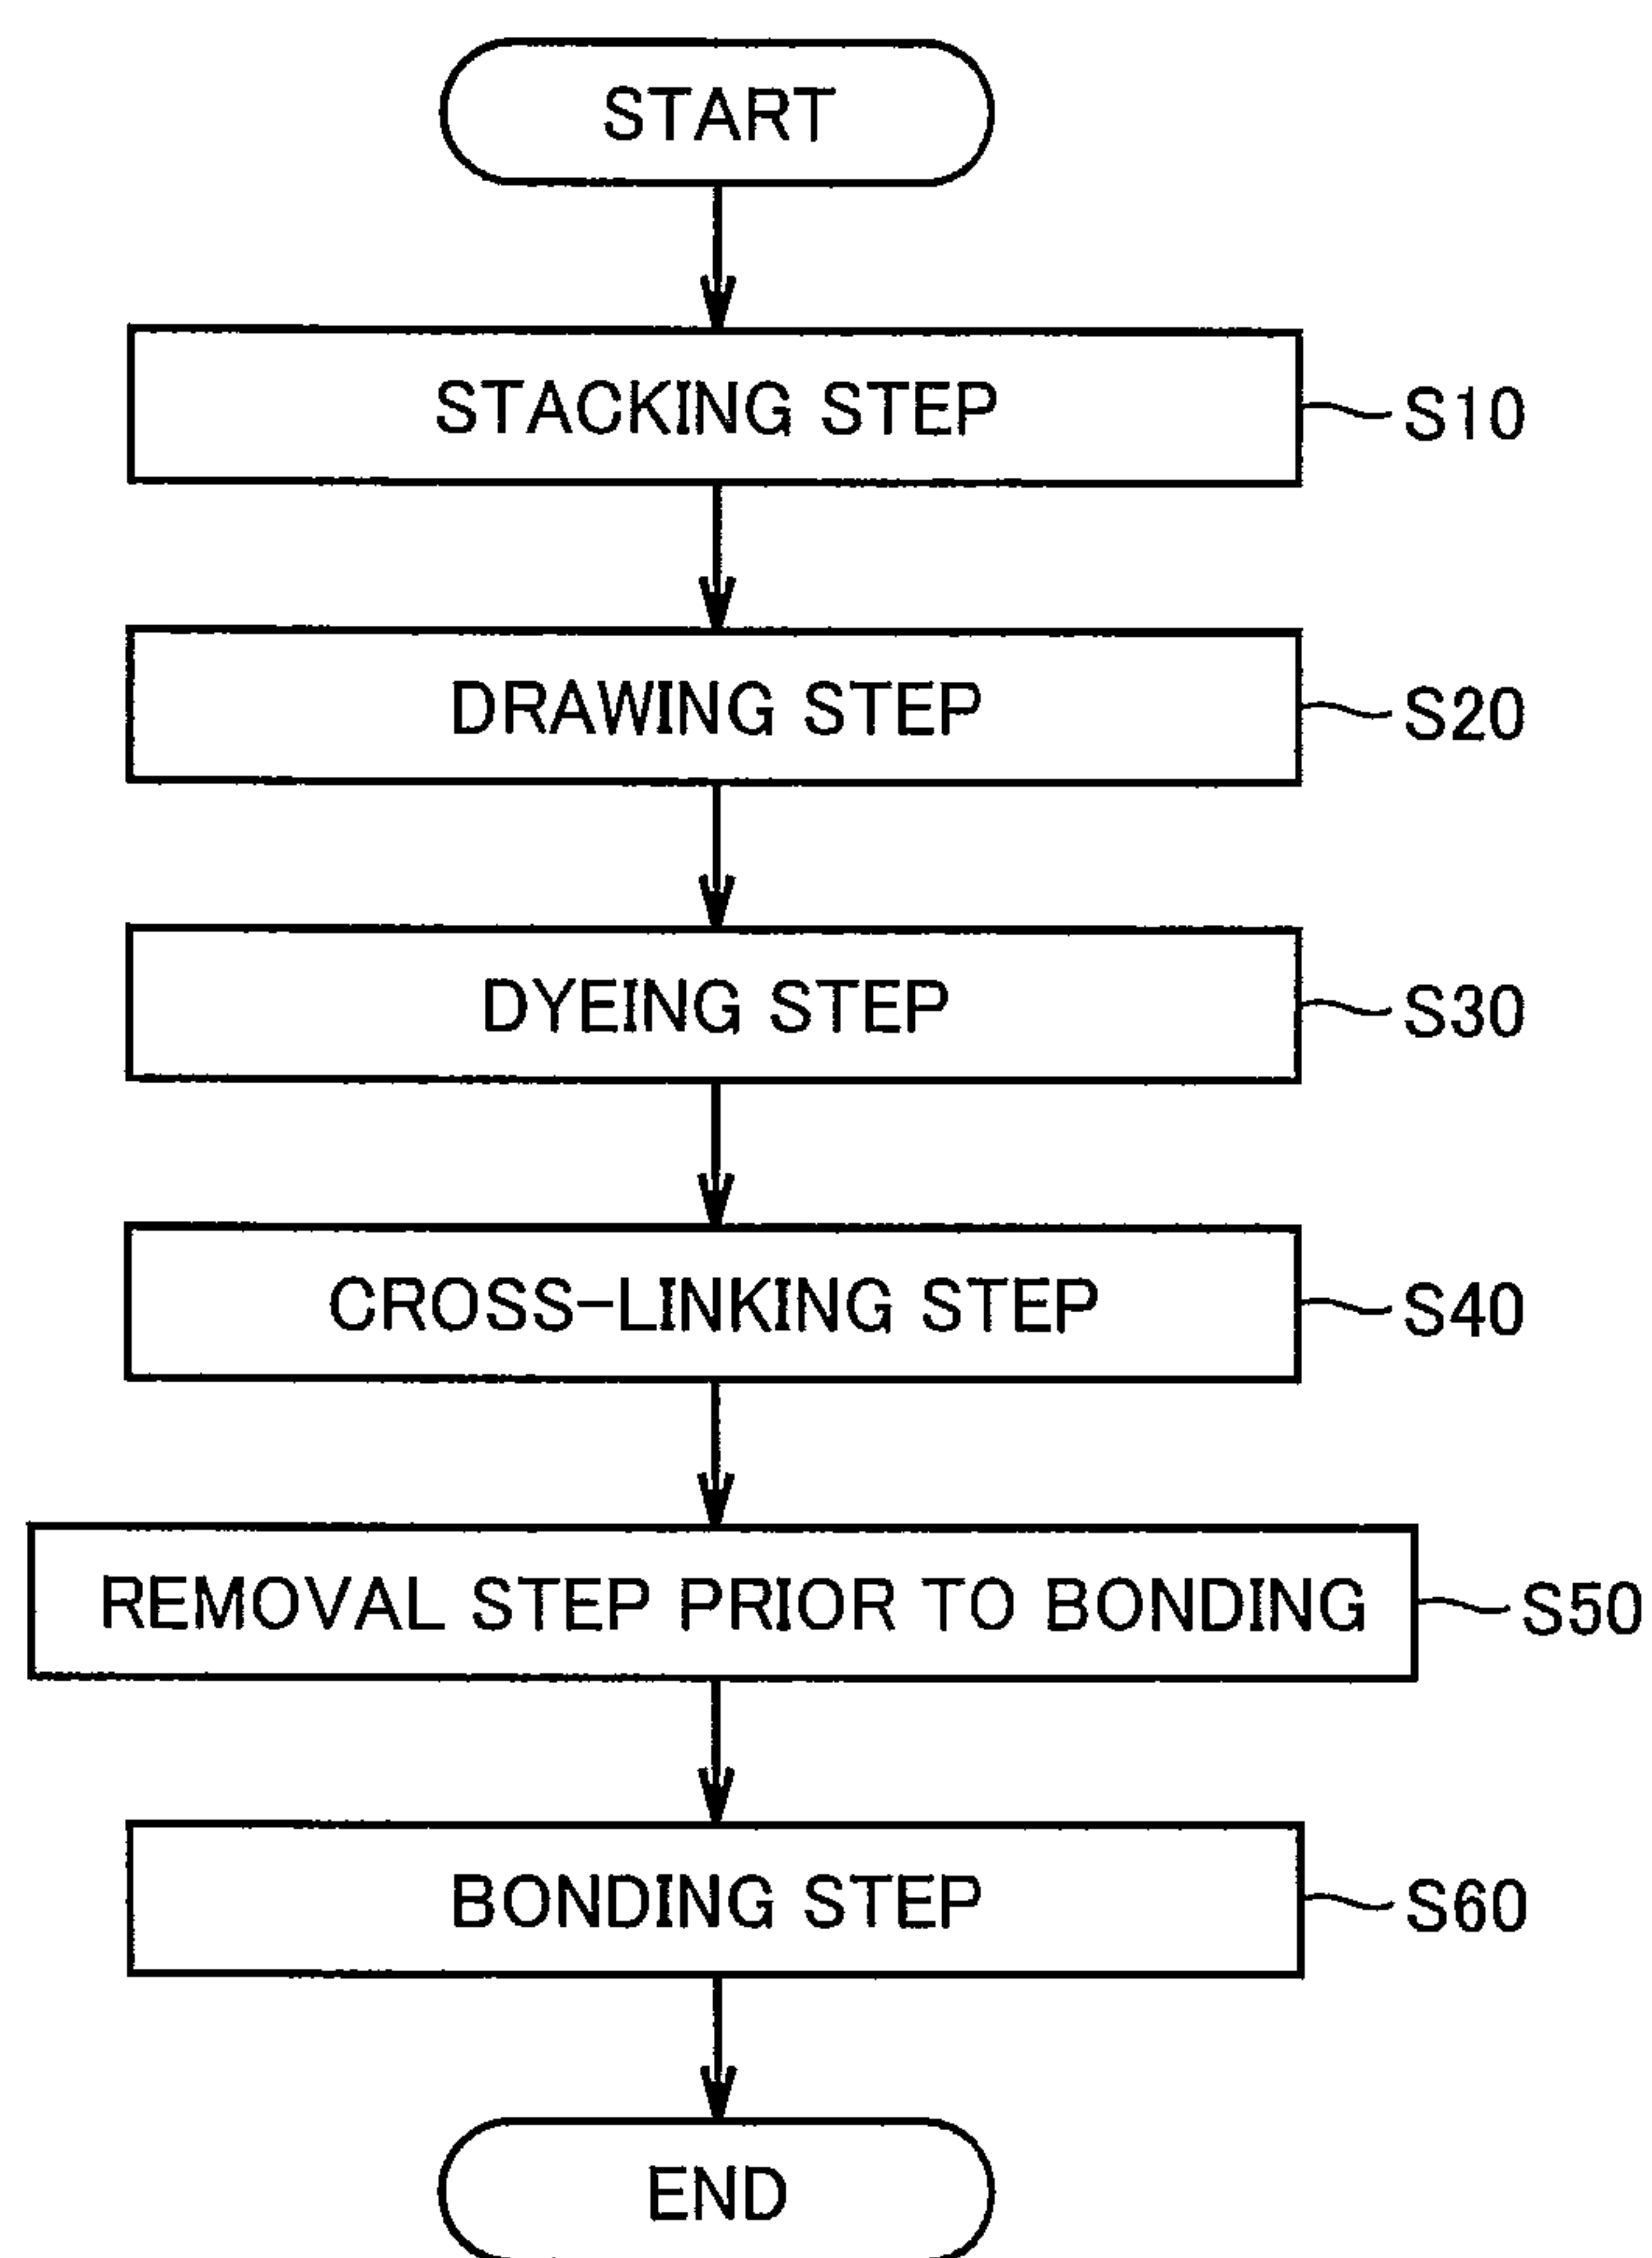 START
STACKING STEP
S10
DRAWING STEP
S20
DYEING STEP
S30
CROSS-LINKING STEP
S40
REMOVAL STEP PRIOR TO BONDING
S50
BONDING STEP
S60
END